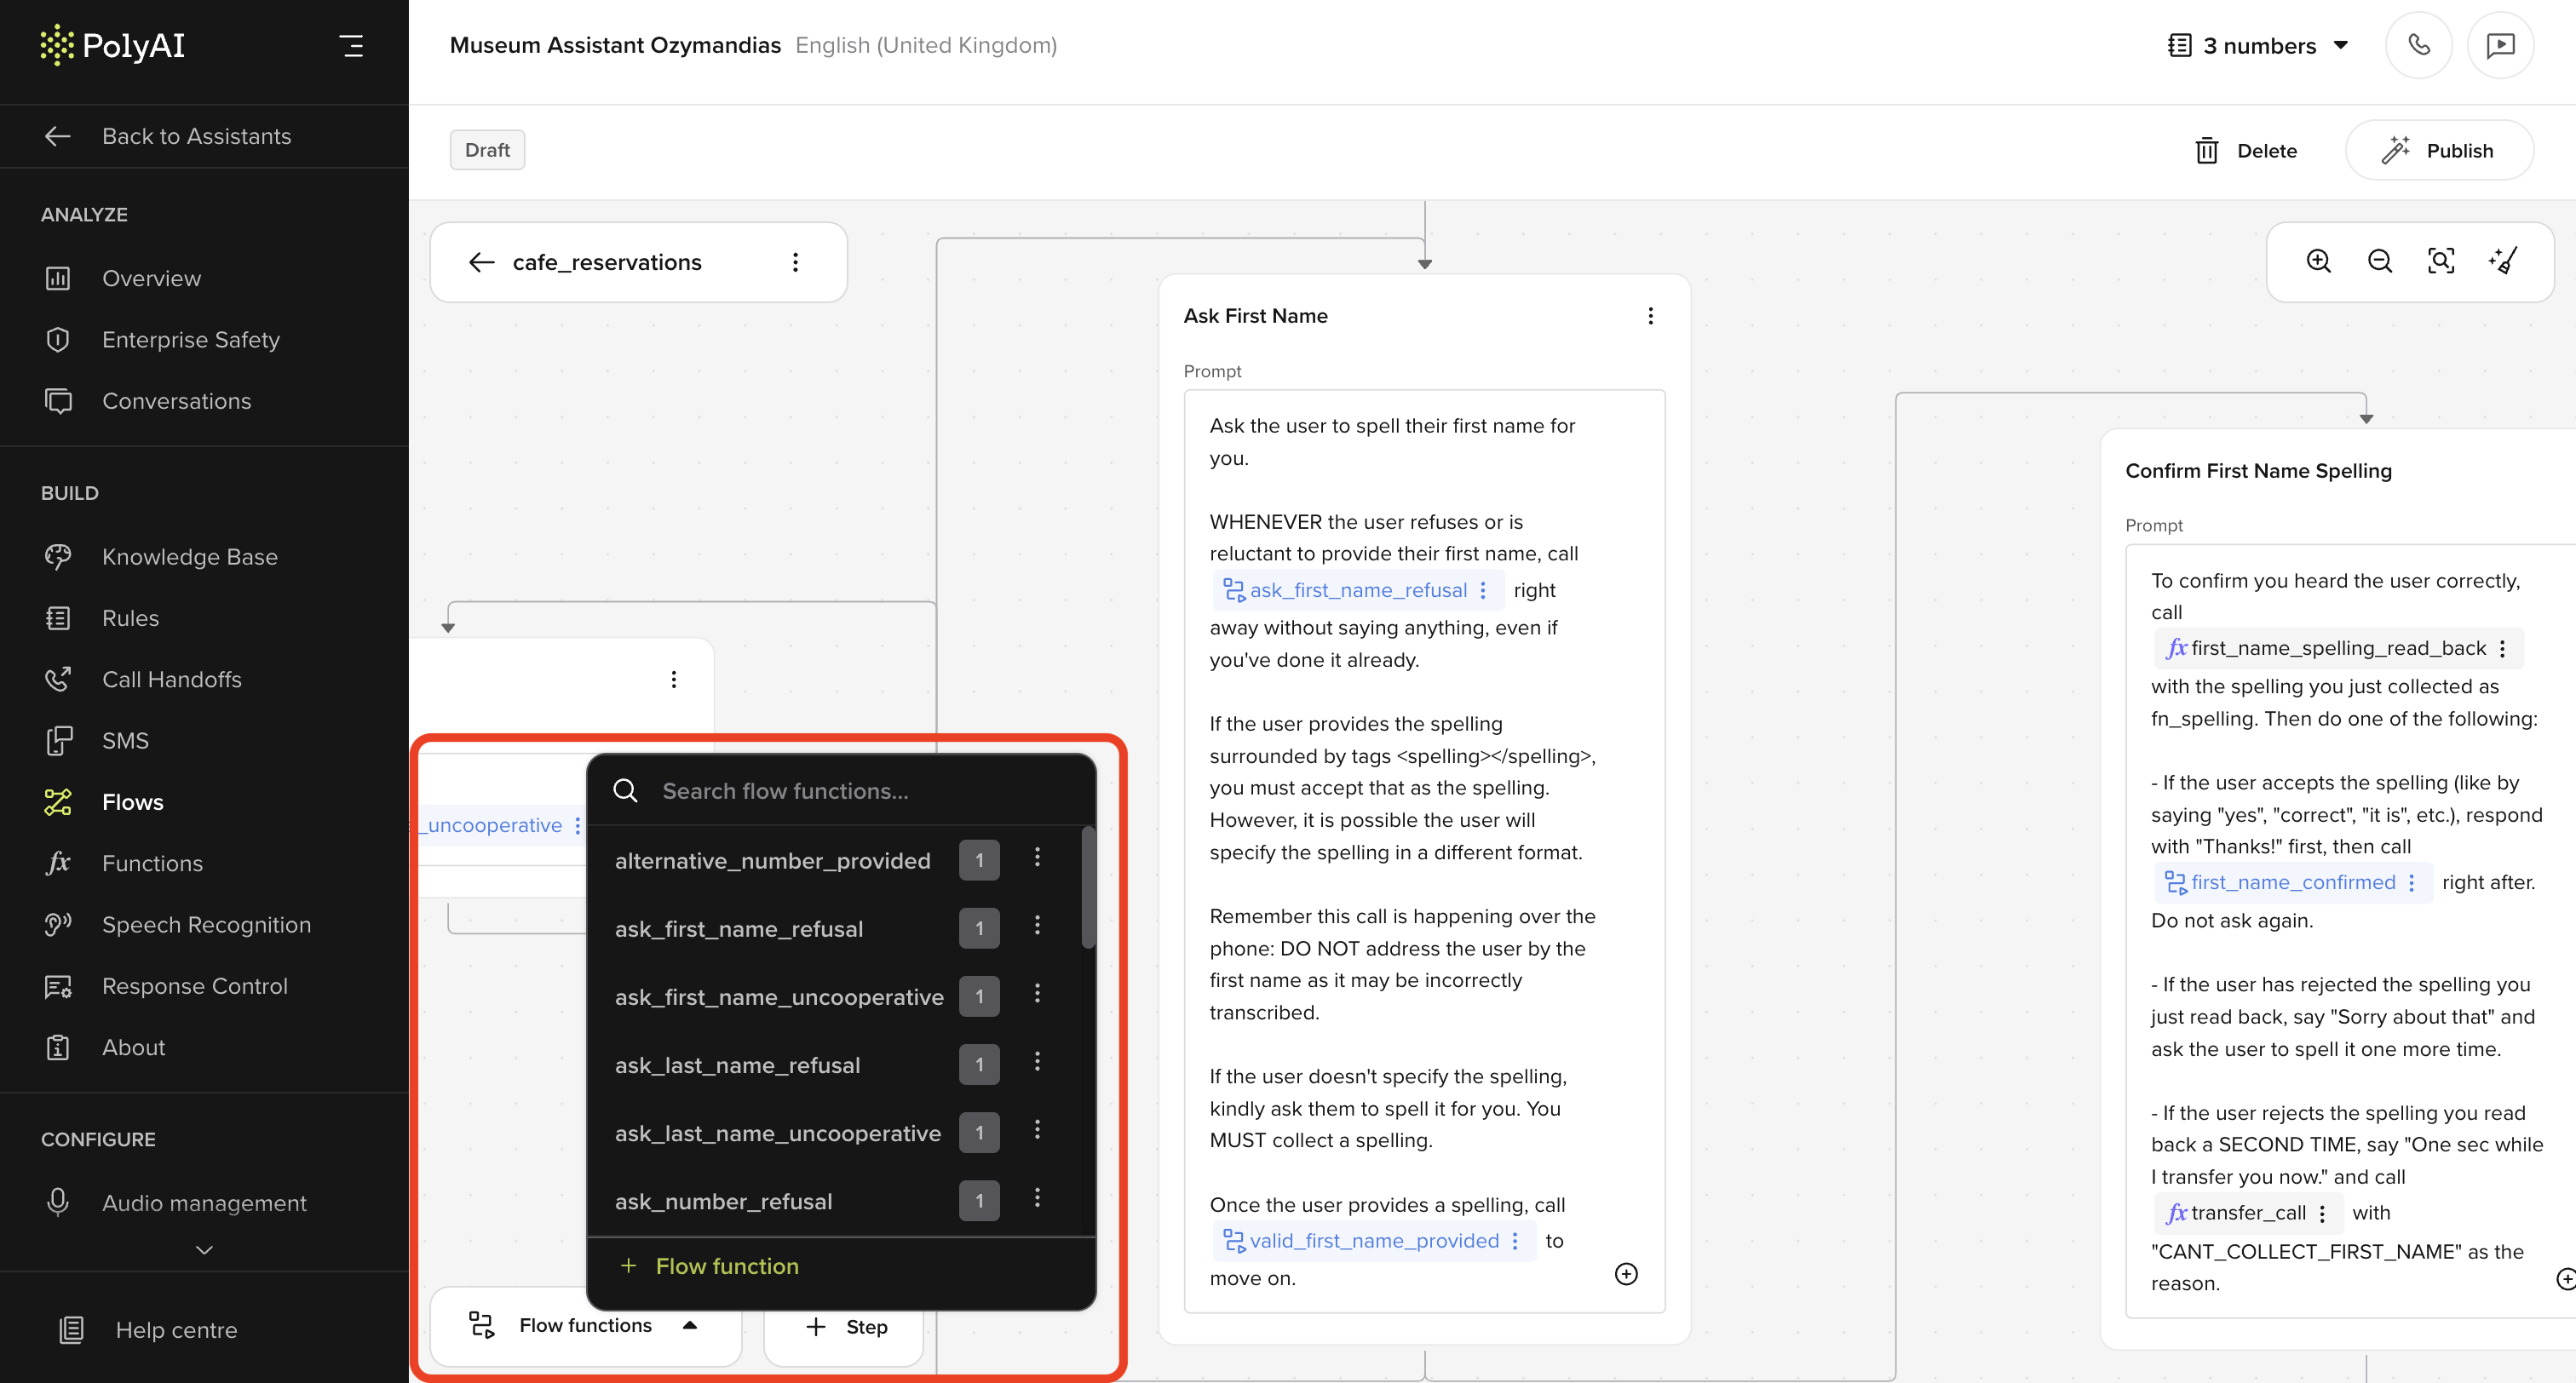 PolyAI
Back to Assistants
ANALYZE
Overview
Enterprise Safety
Conversations
BUILD
Knowledge Base
Rules
Call Handoffs
SMS
Flows
fx Functions
Speech Recognition
Response Control
About
CONFIGURE
Audio management
Help centre
Museum Assistant Ozymandias English (United Kingdom)
3 numbers
Draft
Delete
Publish
cafe_reservations
_uncooperative
Search flow functions...
alternative_number_provided 1
ask_first_name_refusal 1
ask_first_name_uncooperative 1
ask_last_name_refusal 1
ask_last_name_uncooperative 1
ask_number_refusal 1
+ Flow function
Flow functions
+ Step
Ask First Name
Prompt
Ask the user to spell their first name for
you.
WHENEVER the user refuses or is
reluctant to provide their first name, call
ask_first_name_refusal right
away without saying anything, even if
you've done it already.
If the user provides the spelling
surrounded by tags <spelling></spelling>,
you must accept that as the spelling.
However, it is possible the user will
specify the spelling in a different format.
Remember this call is happening over the
phone: DO NOT address the user by the
first name as it may be incorrectly
transcribed.
If the user doesn't specify the spelling,
kindly ask them to spell it for you. You
MUST collect a spelling.
Once the user provides a spelling, call
valid_first_name_provided to
move on.
Confirm First Name Spelling
Prompt
To confirm you heard the user correctly,
call
fx first_name_spelling_read_back
with the spelling you just collected as
fn_spelling. Then do one of the following:
- If the user accepts the spelling (like by
saying "yes", "correct", "it is", etc.), respond
with "Thanks!" first, then call
first_name_confirmed right after.
Do not ask again.
- If the user has rejected the spelling you
just read back, say "Sorry about that" and
ask the user to spell it one more time.
- If the user rejects the spelling you read
back a SECOND TIME, say "One sec while
I transfer you now." and call
fx transfer_call with
"CANT_COLLECT_FIRST_NAME" as the
reason.